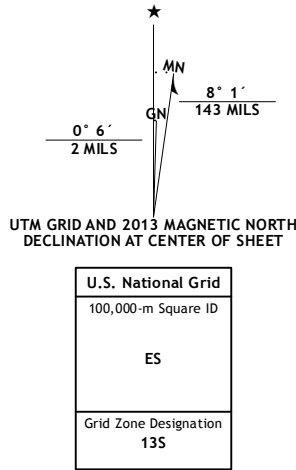 ★
MN
GN
8° 1´
143 MILS
0° 6´
2 MILS
UTM GRID AND 2013 MAGNETIC NORTH
DECLINATION AT CENTER OF SHEET
U.S. National Grid
100,000-m Square ID
ES
Grid Zone Designation
13S